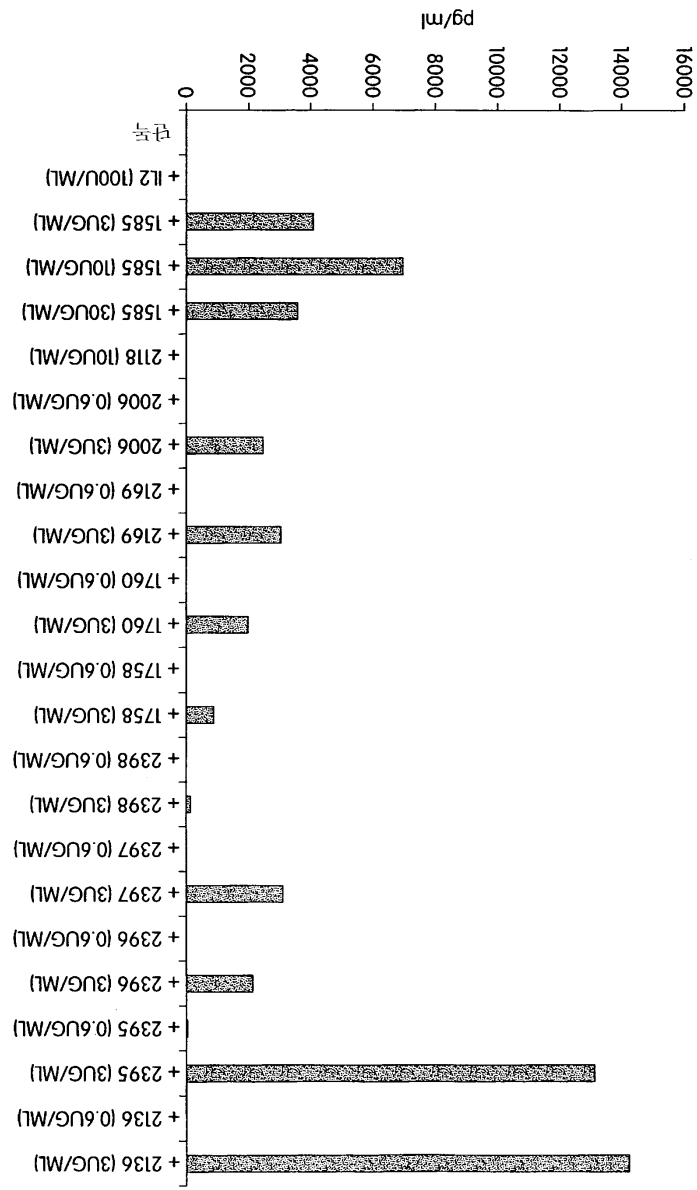 pg/ml
0
2000
4000
6000
8000
10000
12000
14000
16000
단독
+ IL2 (100U/ML)
+ 1585 (3UG/ML)
+ 1585 (10UG/ML)
+ 1585 (30UG/ML)
+ 2118 (10UG/ML)
+ 2006 (0.6UG/ML)
+ 2006 (3UG/ML)
+ 2169 (0.6UG/ML)
+ 2169 (3UG/ML)
+ 1760 (0.6UG/ML)
+ 1760 (3UG/ML)
+ 1758 (0.6UG/ML)
+ 1758 (3UG/ML)
+ 2398 (0.6UG/ML)
+ 2398 (3UG/ML)
+ 2397 (0.6UG/ML)
+ 2397 (3UG/ML)
+ 2396 (0.6UG/ML)
+ 2396 (3UG/ML)
+ 2395 (0.6UG/ML)
+ 2395 (3UG/ML)
+ 2136 (0.6UG/ML)
+ 2136 (3UG/ML)